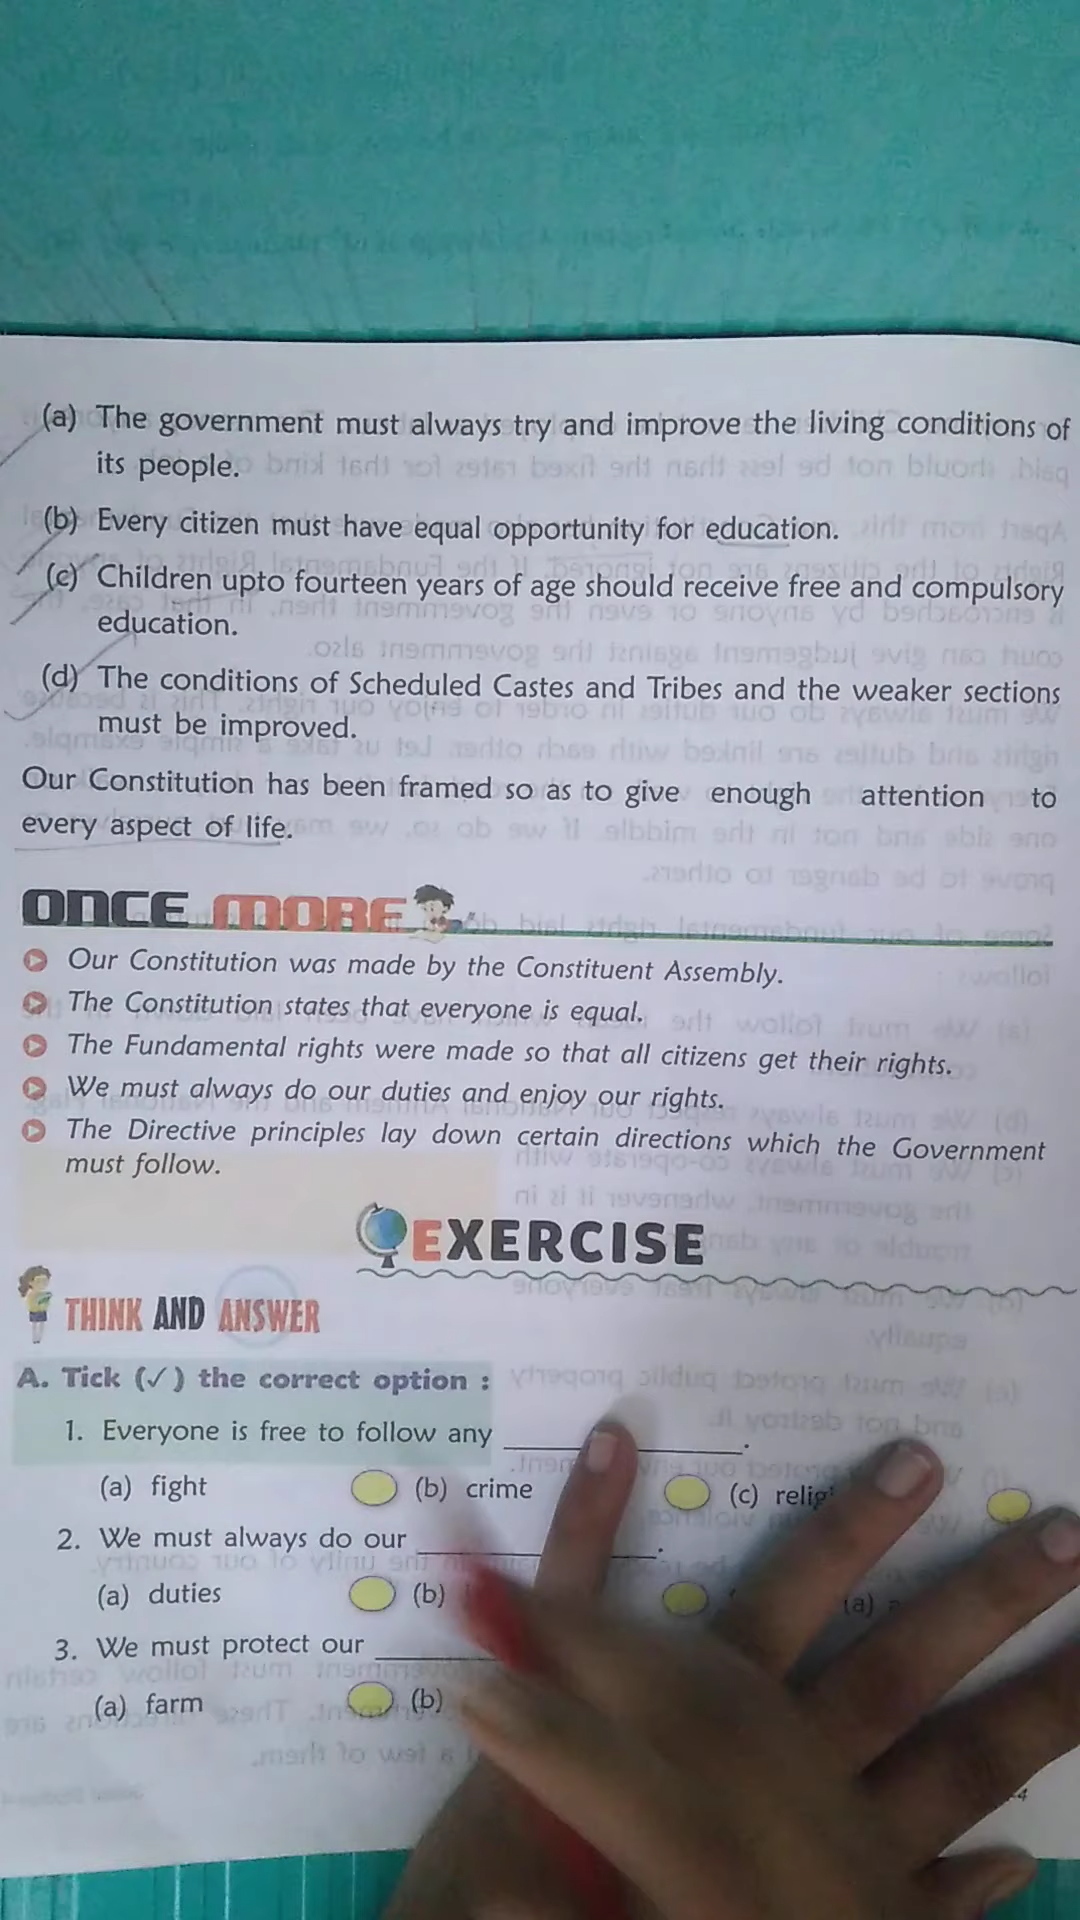 (a) The government must always try and improve the living conditions of
its people.
(b) Every citizen must have equal opportunity for education.
(c) Children upto fourteen years of age should receive free and compulsory
education.
(d) The conditions of Scheduled Castes and Tribes and the weaker sections
must be improved.
Our Constitution has been framed so as to give enough attention to
every aspect of life.
ONCE MORE
Our Constitution was made by the Constituent Assembly.
The Constitution states that everyone is equal.
The Fundamental rights were made so that all citizens get their rights.
We must always do our duties and enjoy our rights.
The Directive principles lay down certain directions which the Government
must follow.
EXERCISE
THINK AND ANSWER
A. Tick (✓) the correct option :
1. Everyone is free to follow any ____________.
(a) fight (b) crime (c)
2. We must always do our ____________.
(a) duties (b)
3. We must protect our ____________
(a) farm (b)